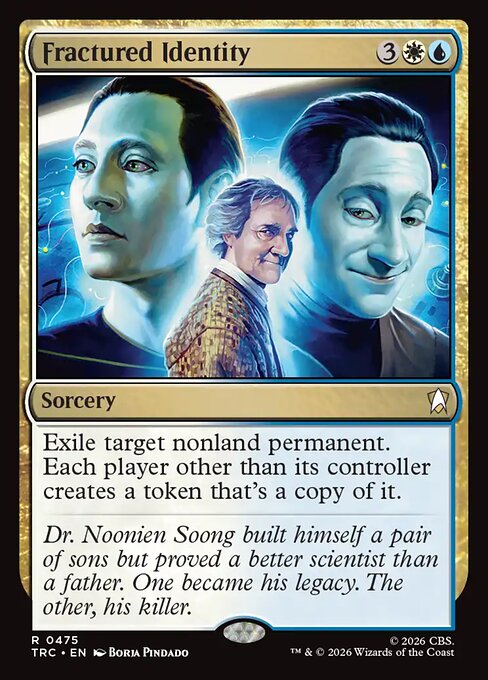 Fractured Identity 3
Sorcery
Exile target nonland permanent.
Each player other than its controller
creates a token that's a copy of it.
Dr. Noonien Soong built himself a pair
of sons but proved a better scientist than
a father. One became his legacy. The
other, his killer.
R 0475
TRC • EN Borja Pindado
© 2026 CBS.
™ & © 2026 Wizards of the Coast